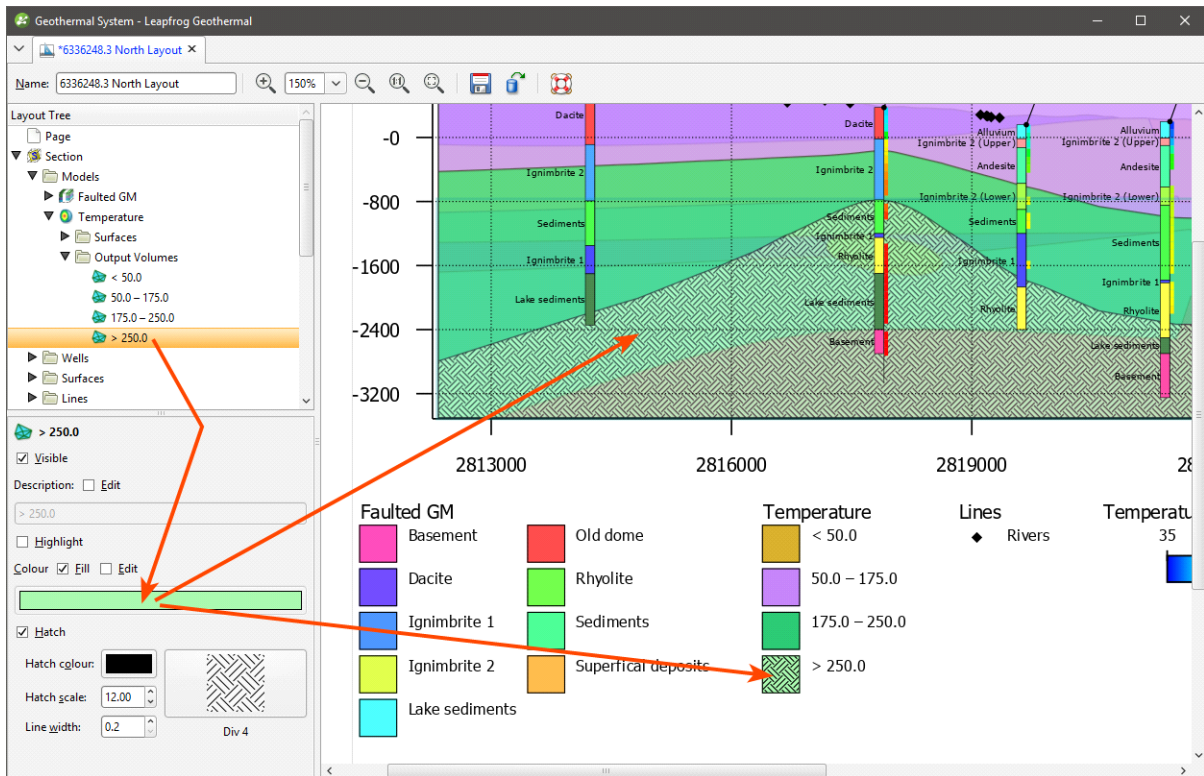 Geothermal System - Leapfrog Geothermal
*6336248.3 North Layout
Name: 6336248.3 North Layout
150%
1:1
Layout Tree
Page
Section
Models
Faulted GM
Temperature
Surfaces
Output Volumes
< 50.0
50.0 – 175.0
175.0 – 250.0
> 250.0
Wells
Surfaces
Lines
> 250.0
Visible
Description: Edit
> 250.0
Highlight
Colour Fill Edit
Hatch
Hatch colour:
Hatch scale: 12.00
Line width: 0.2
Div 4
-0
-800
-1600
-2400
-3200
Dacite
Ignimbrite 2
Sediments
Ignimbrite 1
Lake sediments
Dacite
Ignimbrite 2
Sediments
Ignimbrite 1
Rhyolite
Lake sediments
Basement
Alluvium
Ignimbrite 2 (Upper)
Andesite
Ignimbrite 2 (Lower)
Sediments
Ignimbrite 1
Rhyolite
Alluvium
Ignimbrite 2 (Upper)
Andesite
Ignimbrite 2 (Lower)
Sediments
Ignimbrite 1
Rhyolite
Lake sediments
Basement
2813000 2816000 2819000 28
Faulted GM
Basement
Dacite
Ignimbrite 1
Ignimbrite 2
Lake sediments
Old dome
Rhyolite
Sediments
Superfical deposits
Temperature
< 50.0
50.0 – 175.0
175.0 – 250.0
> 250.0
Lines
Rivers
Temperatu
35